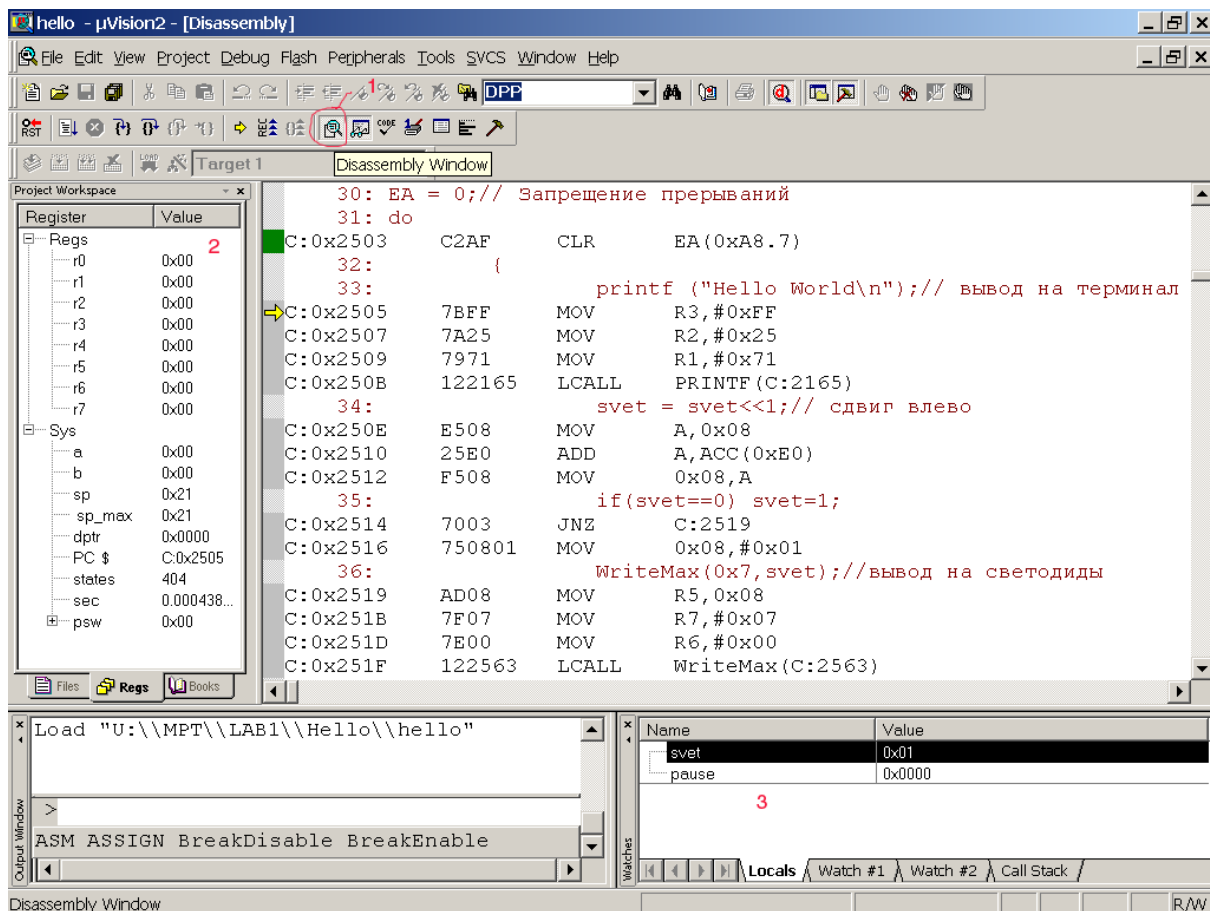 hello - µVision2 - [Disassembly]
File Edit View Project Debug Flash Peripherals Tools SVCS Window Help
1
DPP
RST
CODE
LOAD
Target 1
Disassembly Window
Project Workspace
Register Value
2
Regs
r0 0x00
r1 0x00
r2 0x00
r3 0x00
r4 0x00
r5 0x00
r6 0x00
r7 0x00
Sys
a 0x00
b 0x00
sp 0x21
sp_max 0x21
dptr 0x0000
PC $ C:0x2505
states 404
sec 0.000438...
psw 0x00
Files Regs Books
30: EA = 0;// Запрещение прерываний
31: do
C:0x2503 C2AF CLR EA(0xA8.7)
32: {
33: printf ("Hello World\n");// вывод на терминал
C:0x2505 7BFF MOV R3,#0xFF
C:0x2507 7A25 MOV R2,#0x25
C:0x2509 7971 MOV R1,#0x71
C:0x250B 122165 LCALL PRINTF(C:2165)
34: svet = svet<<1;// сдвиг влево
C:0x250E E508 MOV A,0x08
C:0x2510 25E0 ADD A,ACC(0xE0)
C:0x2512 F508 MOV 0x08,A
35: if(svet==0) svet=1;
C:0x2514 7003 JNZ C:2519
C:0x2516 750801 MOV 0x08,#0x01
36: WriteMax(0x7,svet);//вывод на светодиды
C:0x2519 AD08 MOV R5,0x08
C:0x251B 7F07 MOV R7,#0x07
C:0x251D 7E00 MOV R6,#0x00
C:0x251F 122563 LCALL WriteMax(C:2563)
Load "U:\\MPT\\LAB1\\Hello\\hello"
>
ASM ASSIGN BreakDisable BreakEnable
Output Window
Name Value
svet 0x01
pause 0x0000
3
Watches
Locals Watch #1 Watch #2 Call Stack
Disassembly Window
R/W